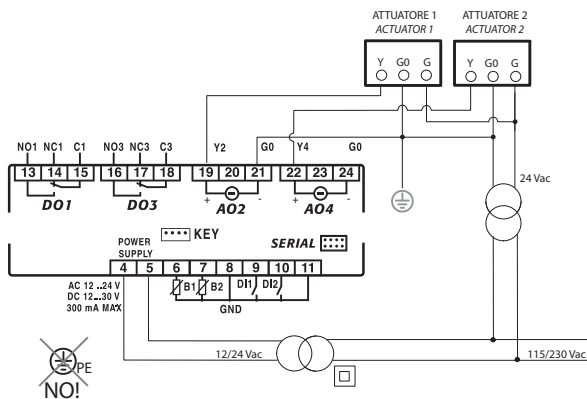 ATTUATORE 1 ATTUATORE 2
ACTUATOR 1 ACTUATOR 2
Y G0 G Y G0 G
NO1 NC1 C1 NO3 NC3 C3 Y2 G0 Y4 G0
13 14 15 16 17 18 19 20 21 22 23 24
+ - + -
DO1 DO3 AO2 AO4
24 Vac
KEY SERIAL
POWER
SUPPLY
4 5 6 7 8 9 10 11
AC 12 ..24 V
DC 12...30 V
300 mA MAX
B1 B2 DI1 DI2
GND
12/24 Vac 115/230 Vac
PE
NO!